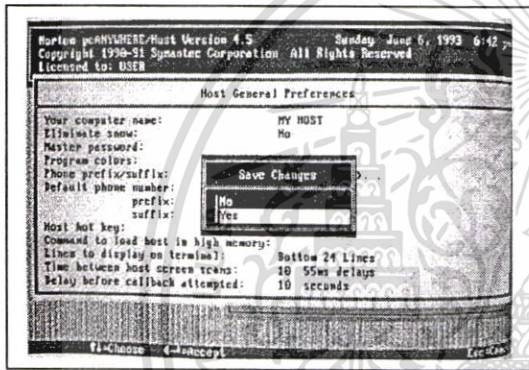 Norton pcANYWHERE/Host Version 4.5 Sunday June 6, 1993 6:42
Copyright 1990-91 Symantec Corporation All Rights Reserved
Licensed to: USER
Host General Preferences
Your computer name: MY HOST
Eliminate snow: No
Master password:
Program colors:
Phone prefix/suffix:
Default phone number:
prefix:
suffix:
Save Changes
No
Yes
Host hot key:
Command to load host in high memory:
Lines to display on terminal: Bottom 24 Lines
Time between host screen scans: 10 55ms delays
Delay before callback attempted: 10 seconds
↑↓-Choose ◄─┘-Accept